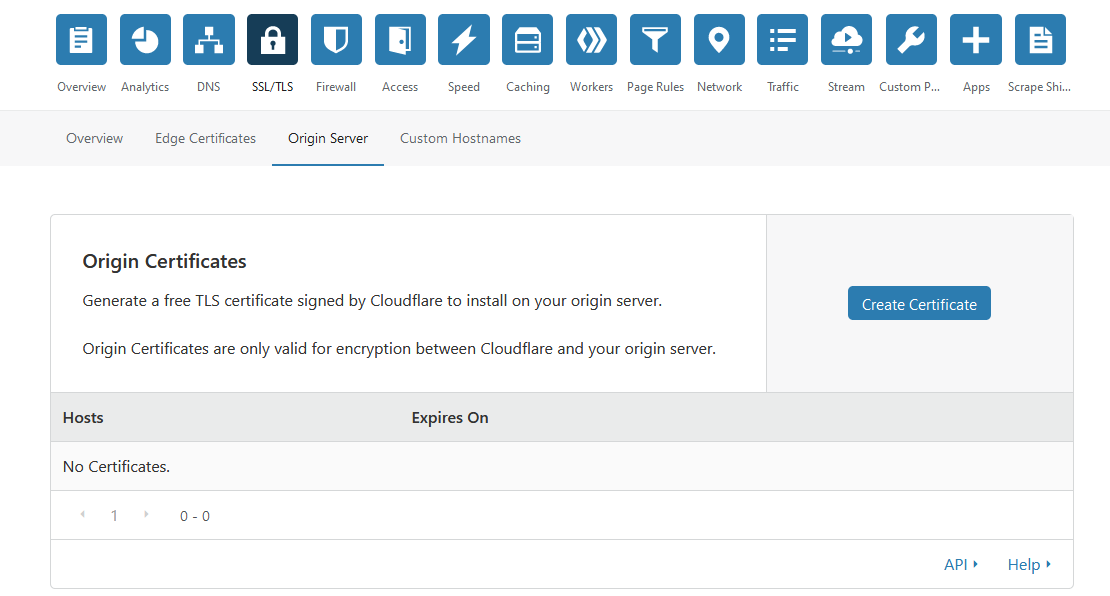 Overview Analytics DNS SSL/TLS Firewall Access Speed Caching Workers Page Rules Network Traffic Stream Custom P... Apps Scrape Shi...
Overview Edge Certificates Origin Server Custom Hostnames
Origin Certificates
Generate a free TLS certificate signed by Cloudflare to install on your origin server.
Create Certificate
Origin Certificates are only valid for encryption between Cloudflare and your origin server.
Hosts Expires On
No Certificates.
1 0 - 0
API Help